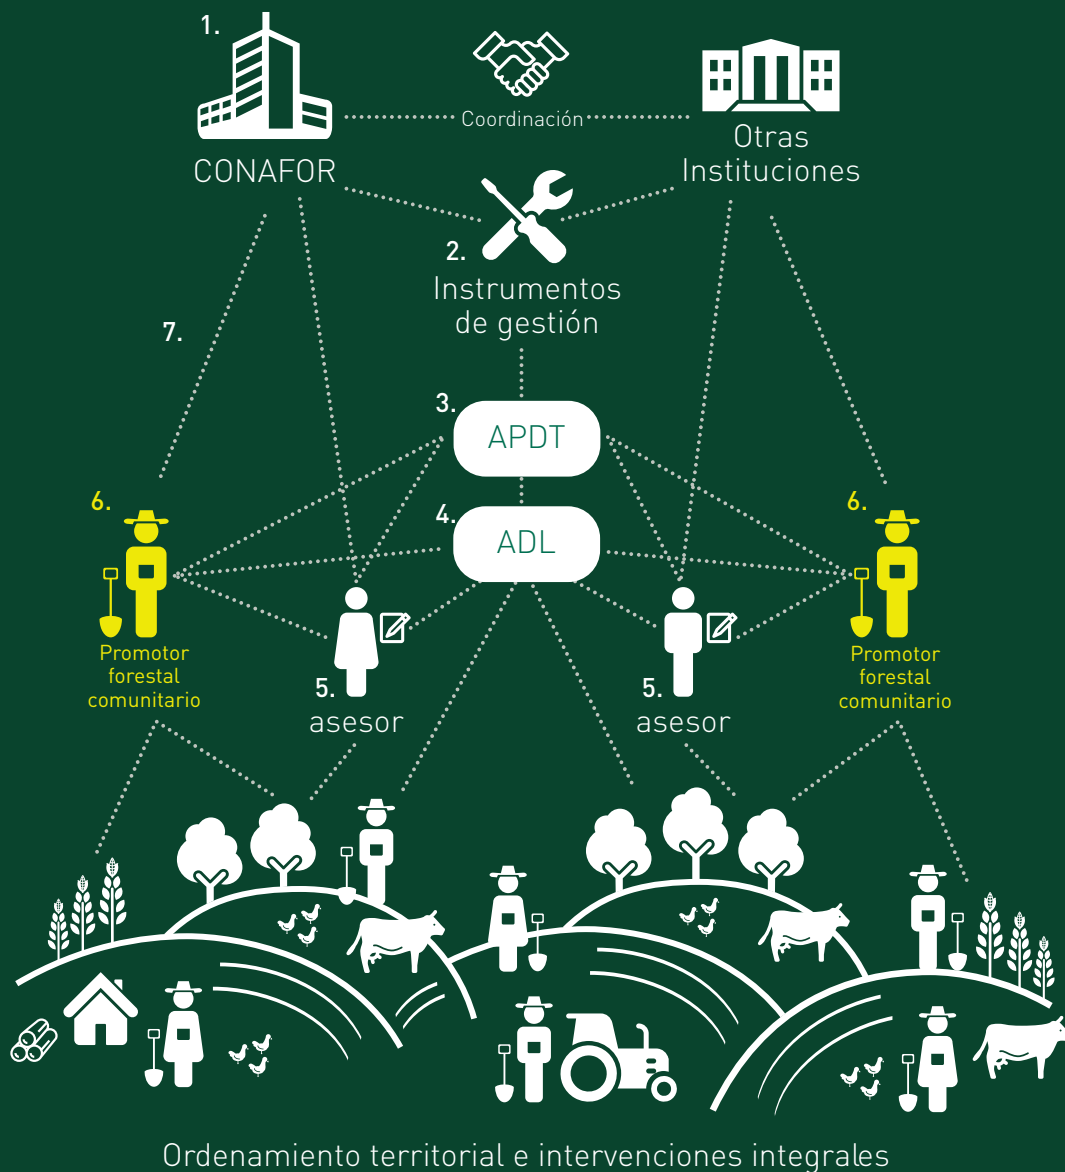 1.
Coordinación
CONAFOR
Otras
Instituciones
2.
Instrumentos
de gestión
7.
3.
APDT
4.
ADL
6.
Promotor
forestal
comunitario
5.
asesor
5.
asesor
6.
Promotor
forestal
comunitario
Ordenamiento territorial e intervenciones integrales